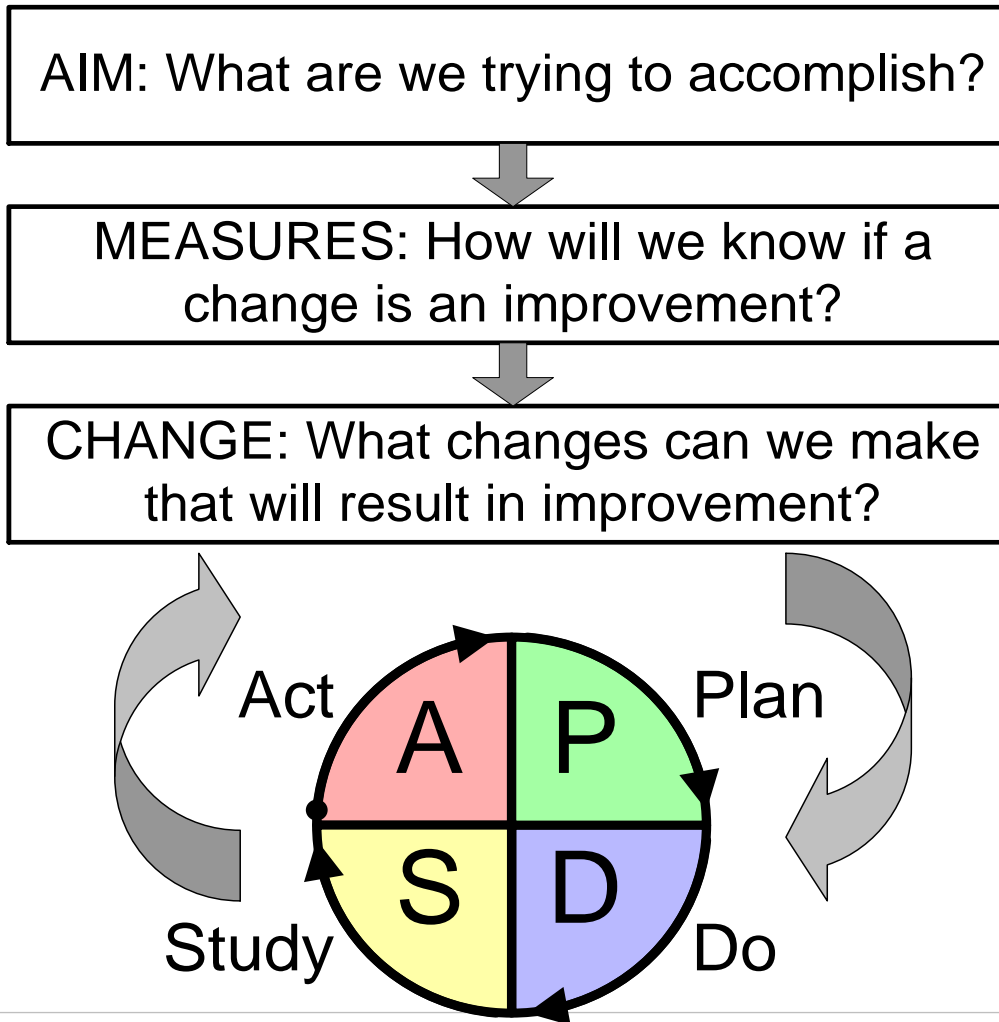 AIM: What are we trying to accomplish?
MEASURES: How will we know if a
change is an improvement?
CHANGE: What changes can we make
that will result in improvement?
Act
A
P
Plan
Study
S
D
Do